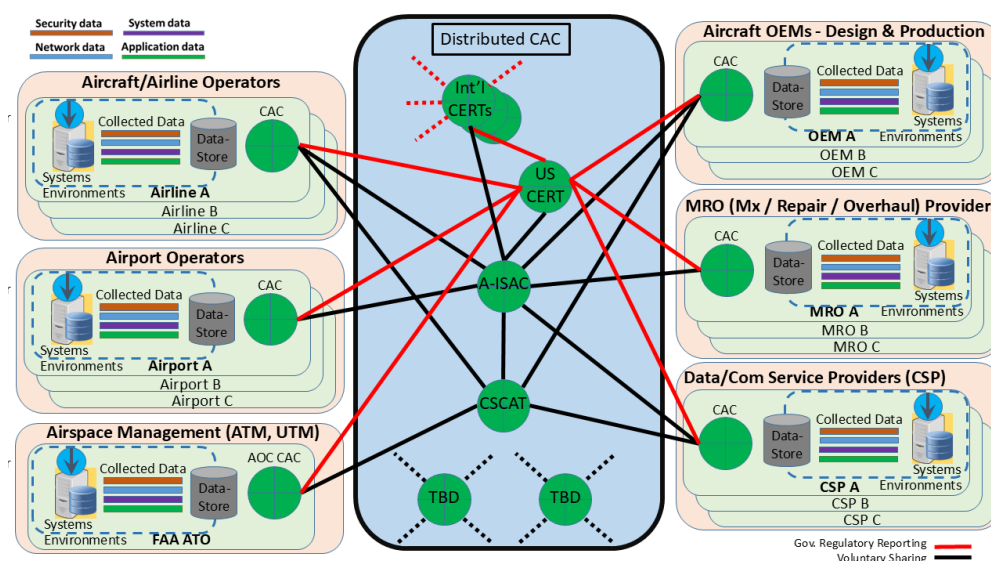 Security data
System data
Network data
Application data
Distributed CAC
Int'l
CERTs
US
CERT
A-ISAC
CSCAT
TBD
TBD
Aircraft/Airline Operators
Collected Data
CAC
Data-
Store
Systems
Environments
Airline A
Airline B
Airline C
Airport Operators
Collected Data
CAC
Data-
Store
Systems
Environments
Airport A
Airport B
Airport C
Airspace Management (ATM, UTM)
Collected Data
AOC CAC
Data-
Store
Systems
Environments
FAA ATO
Aircraft OEMs - Design & Production
CAC
Collected Data
Data-
Store
Systems
Environments
OEM A
OEM B
OEM C
MRO (Mx / Repair / Overhaul) Provider
CAC
Collected Data
Data-
Store
Systems
Environments
MRO A
MRO B
MRO C
Data/Com Service Providers (CSP)
CAC
Collected Data
Data-
Store
Systems
Environments
CSP A
CSP B
CSP C
Gov. Regulatory Reporting
Voluntary Sharing